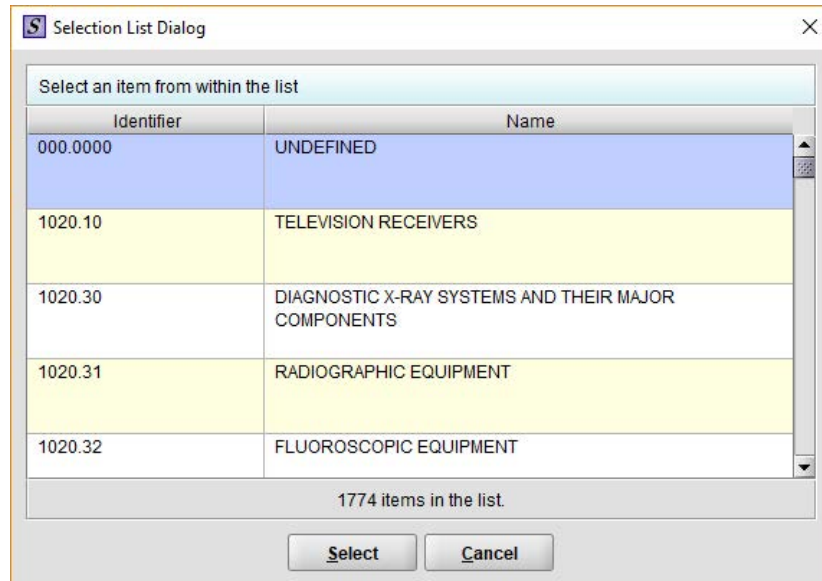 S Selection List Dialog
Select an item from within the list
Identifier Name
000.0000 UNDEFINED
1020.10 TELEVISION RECEIVERS
1020.30 DIAGNOSTIC X-RAY SYSTEMS AND THEIR MAJOR
COMPONENTS
1020.31 RADIOGRAPHIC EQUIPMENT
1020.32 FLUOROSCOPIC EQUIPMENT
1774 items in the list.
Select Cancel